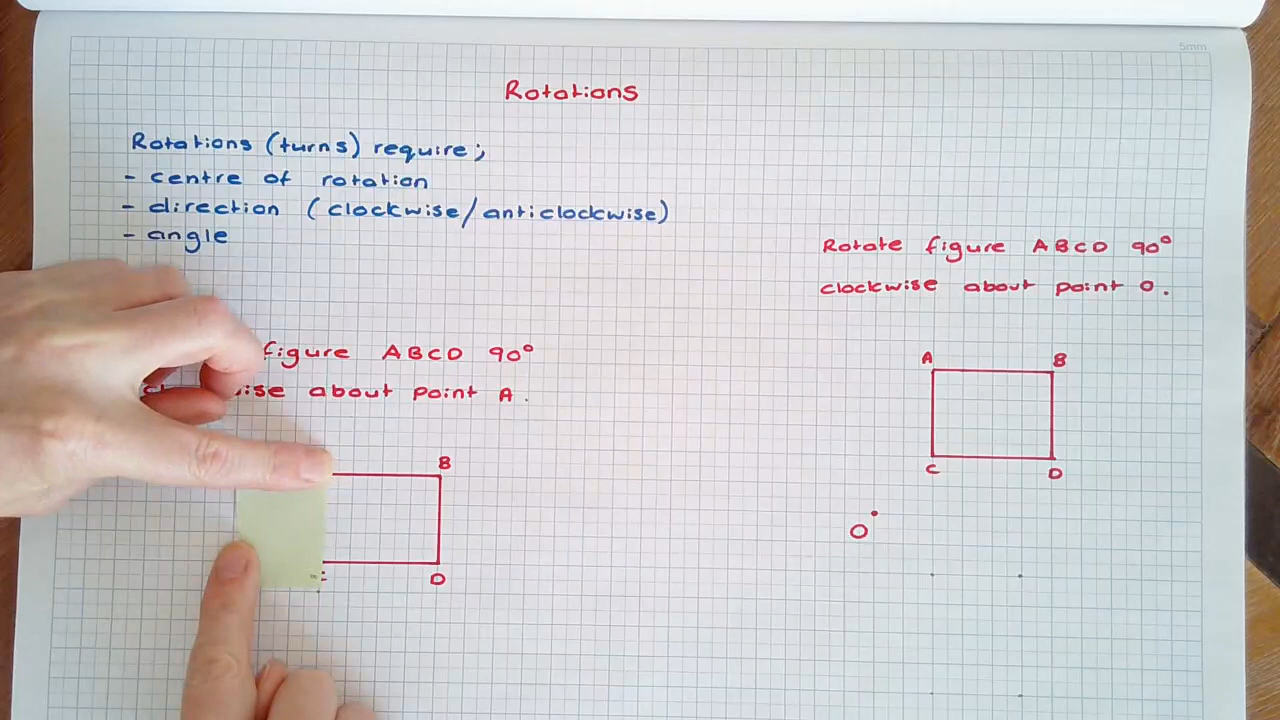 5mm
Rotations
Rotations (turns) require;
- centre of rotation
- direction (clockwise/anticlockwise)
- angle
figure ABCD 90°
about point A.
B
D
Rotate figure ABCD 90°
clockwise about point O.
A B
C D
O